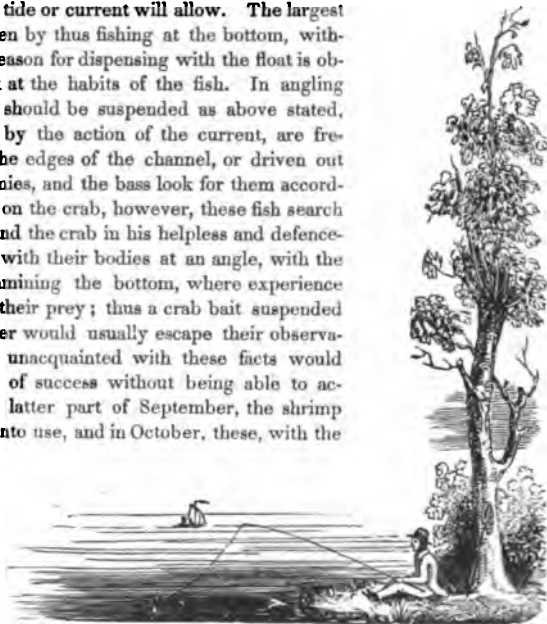 tide or current will allow. The largest
en by thus fishing at the bottom, with-
eason for dispensing with the float is ob-
at the habits of the fish. In angling
should be suspended as above stated,
by the action of the current, are fre-
he edges of the channel, or driven out
nies, and the bass look for them accord-
on the crab, however, these fish search
nd the crab in his helpless and defence-
with their bodies at an angle, with the
mining the bottom, where experience
their prey; thus a crab bait suspended
er would usually escape their observa-
unacquainted with these facts would
of success without being able to ac-
latter part of September, the shrimp
nto use, and in October, these, with the